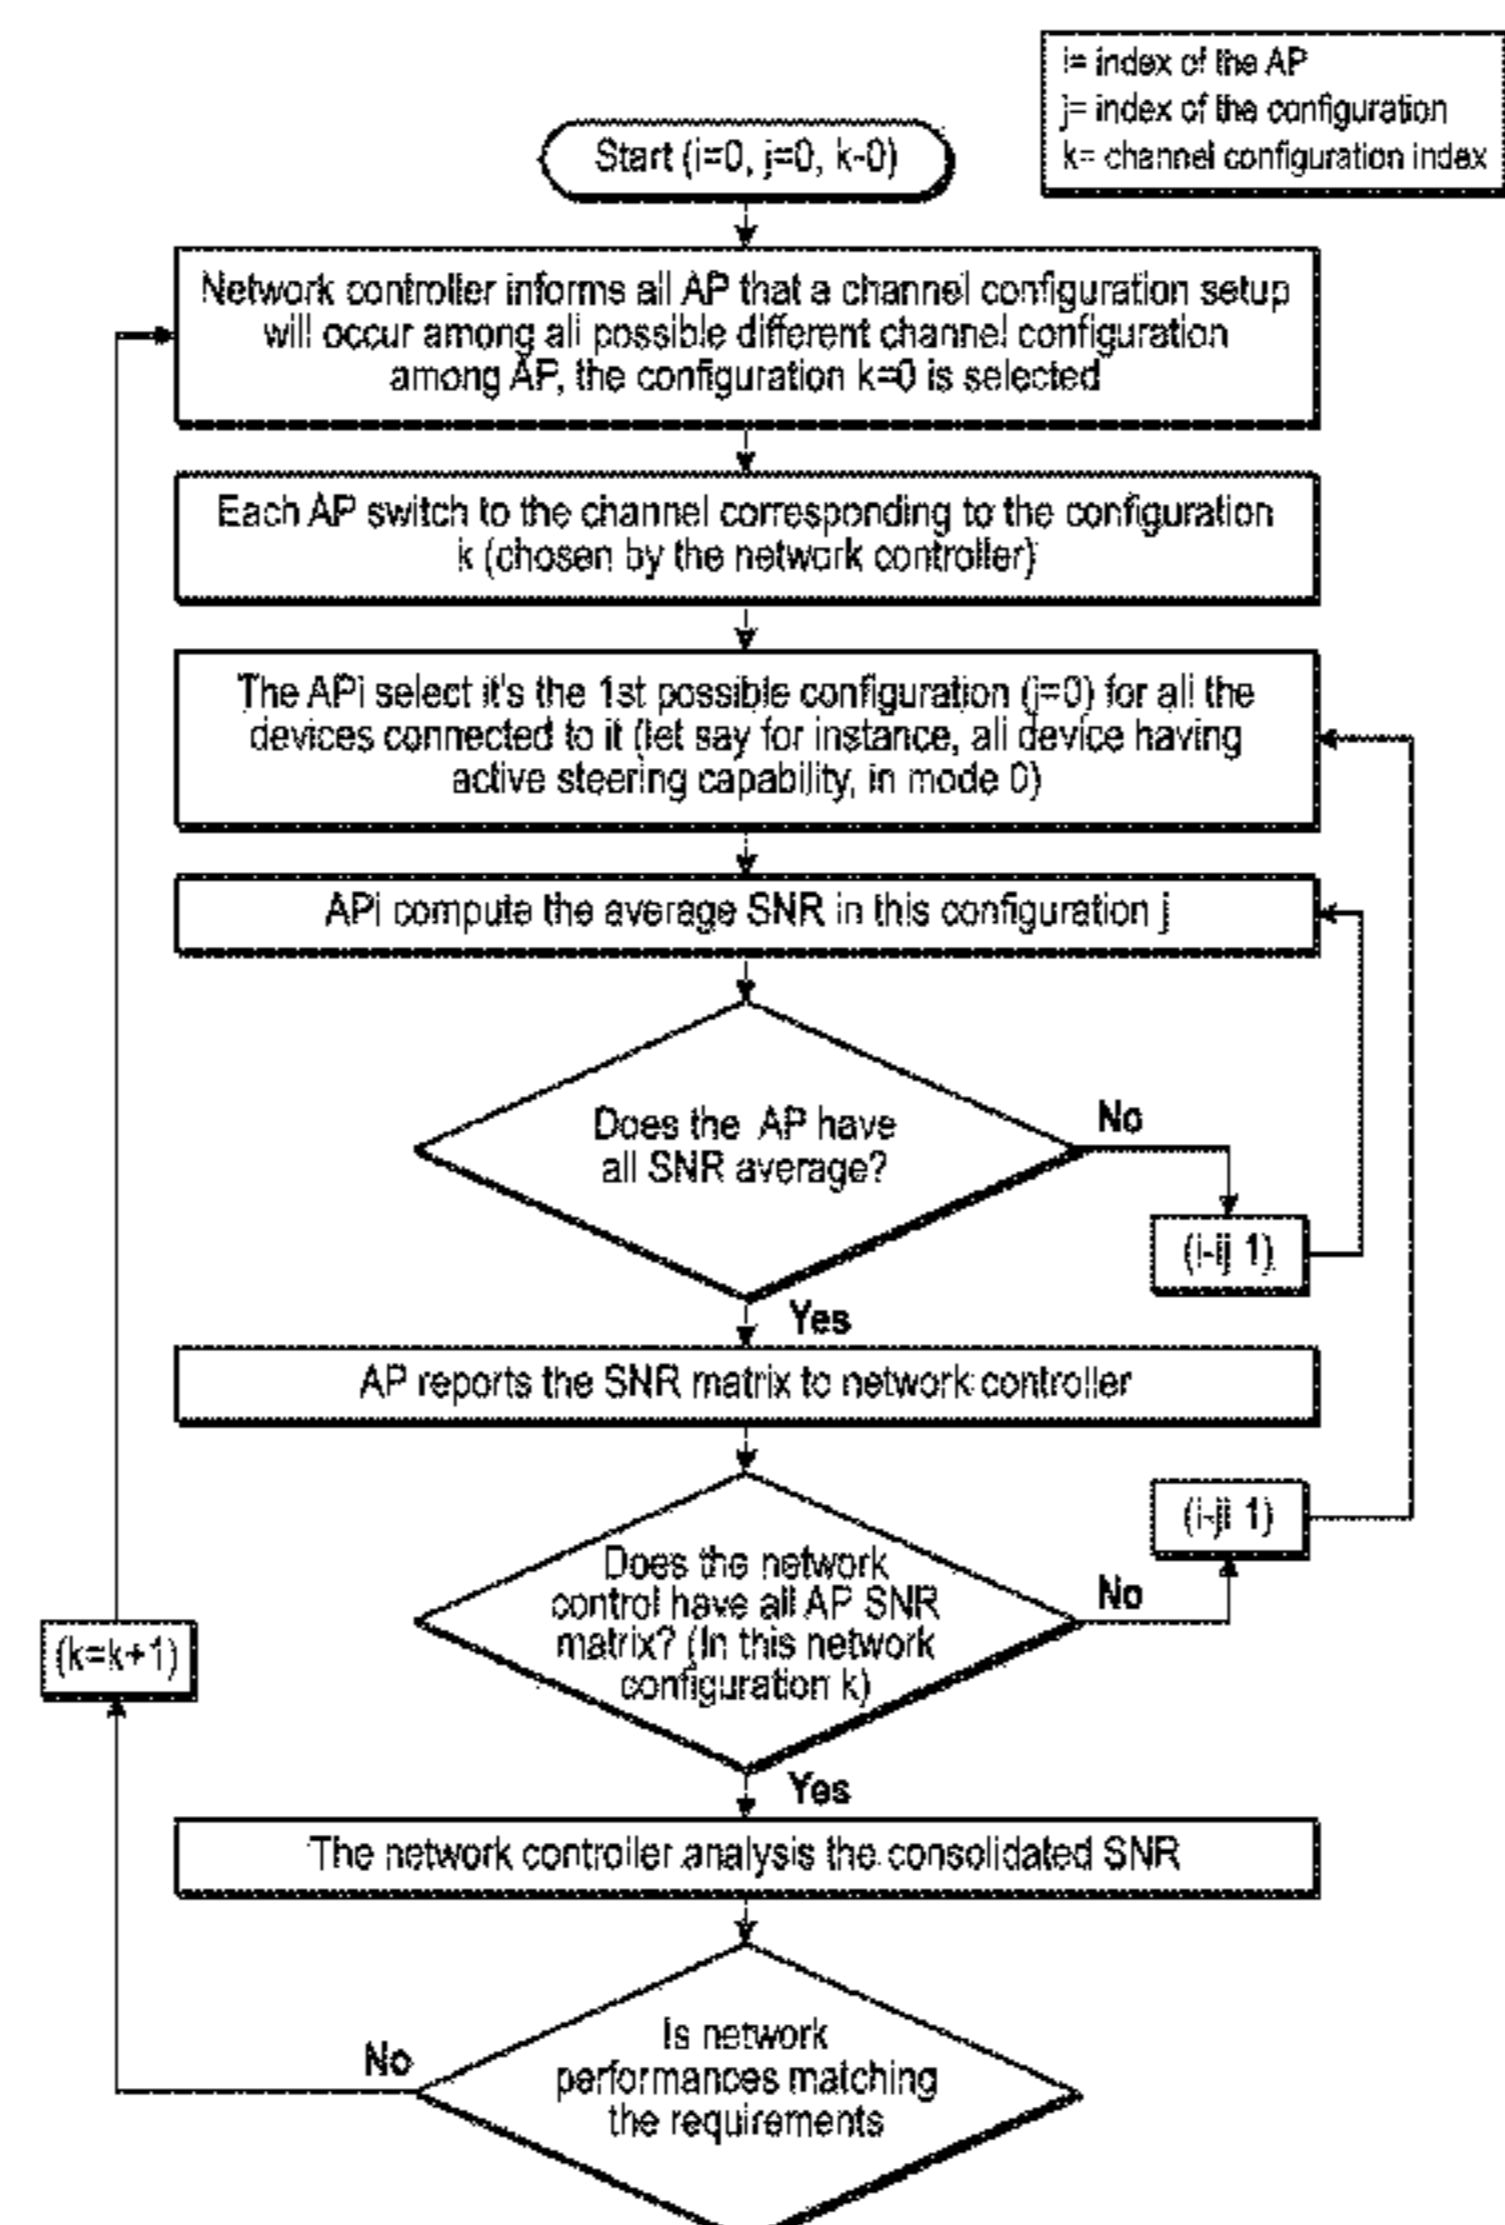 i= index of the AP
j= index of the configuration
k= channel configuration index
Start (i=0, j=0, k-0)
Network controller informs all AP that a channel configuration setup
will occur among all possible different channel configuration
among AP, the configuration k=0 is selected
Each AP switch to the channel corresponding to the configuration
k (chosen by the network controller)
The APi select it's the 1st possible configuration (j=0) for all the
devices connected to it (let say for instance, all device having
active steering capability, in mode 0)
APi compute the average SNR in this configuration j
Does the AP have
all SNR average?
No
(i-ij 1)
Yes
AP reports the SNR matrix to network controller
(i-ji 1)
Does the network
control have all AP SNR
matrix? (In this network
configuration k)
No
(k=k+1)
Yes
The network controller analysis the consolidated SNR
Is network
performances matching
the requirements
No